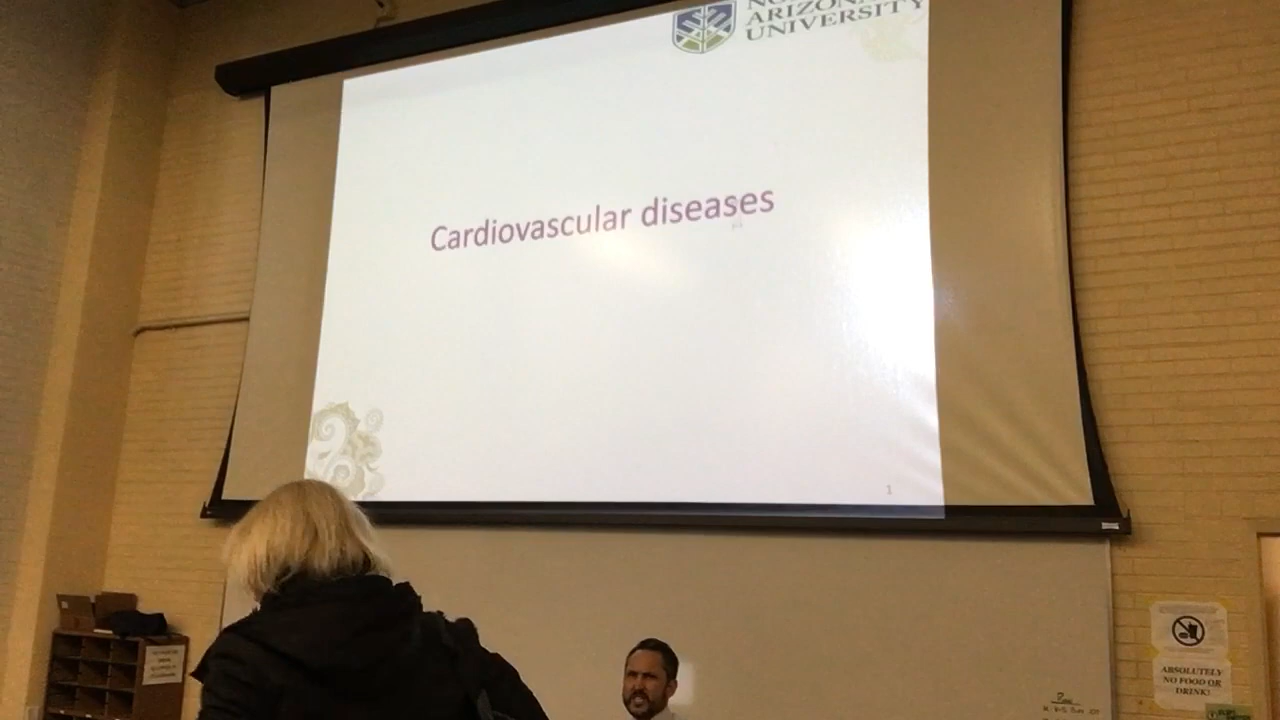 ARIZONA
UNIVERSITY
Cardiovascular diseases
1
ABSOLUTELY
NO FOOD OR
DRINK!